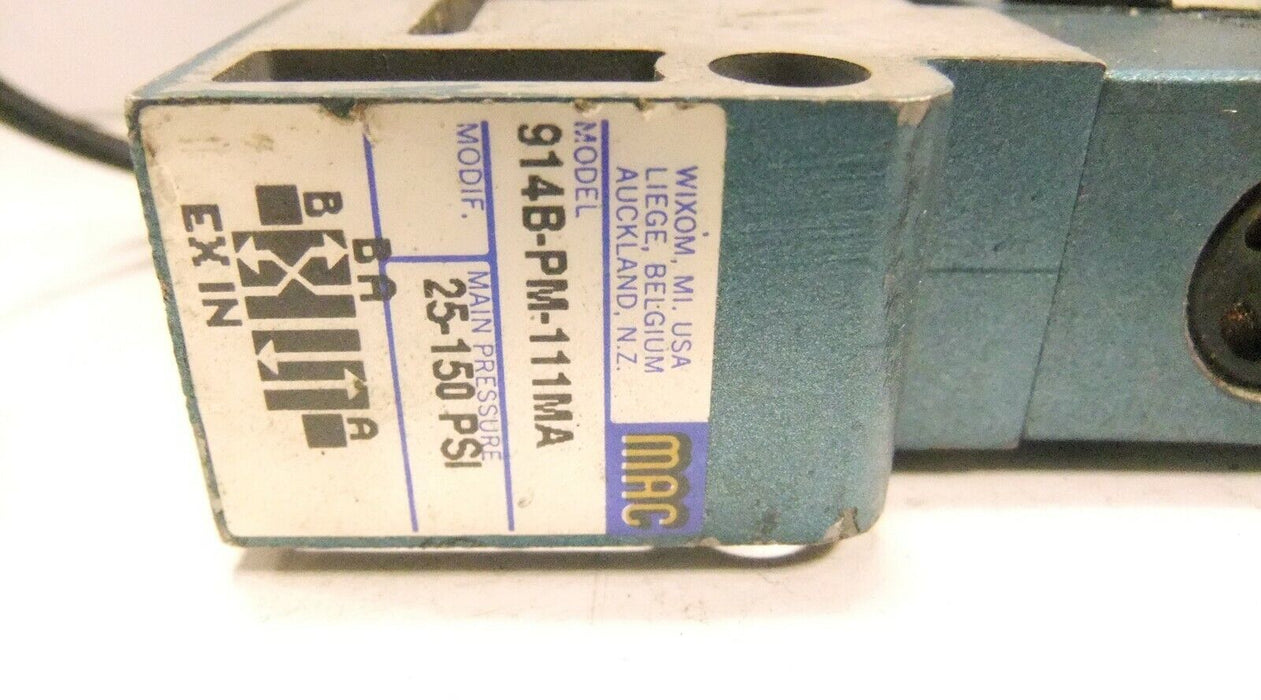 WIXOM, MI. USA
LIEGE, BELGIUM
AUCKLAND, N.Z.
MAC
MODEL
914B-PM-111MA
MODIF.
MAIN PRESSURE
25-150 PSI
B A
B
A
EX IN